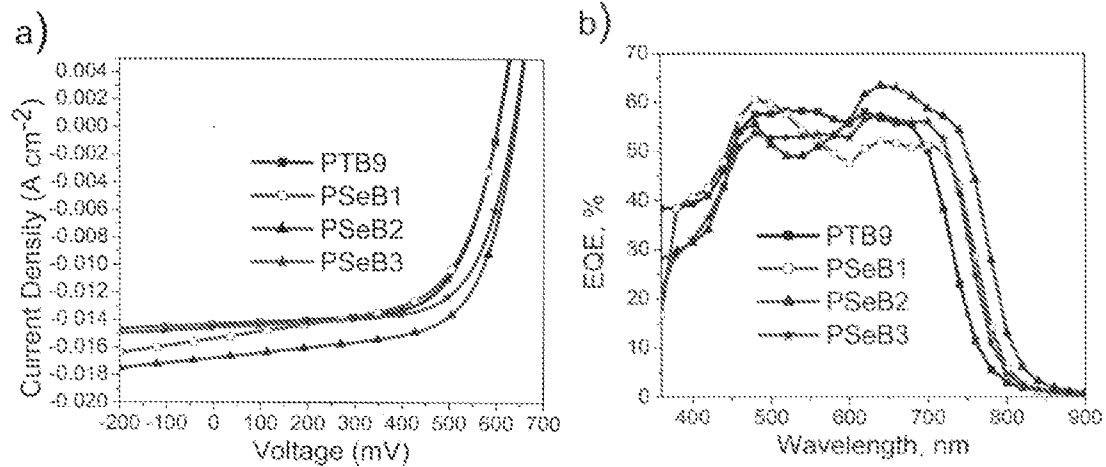 a)
Current Density (A cm-2)
0.004
0.002
0.000
-0.002
-0.004
-0.006
-0.008
-0.010
-0.012
-0.014
-0.016
-0.018
-0.020
PTB9
PSeB1
PSeB2
PSeB3
-200 -100 0 100 200 300 400 500 600 700
Voltage (mV)
b)
EQE, %
70
60
50
40
30
20
10
0
PTB9
PSeB1
PSeB2
PSeB3
400 500 600 700 800 900
Wavelength, nm